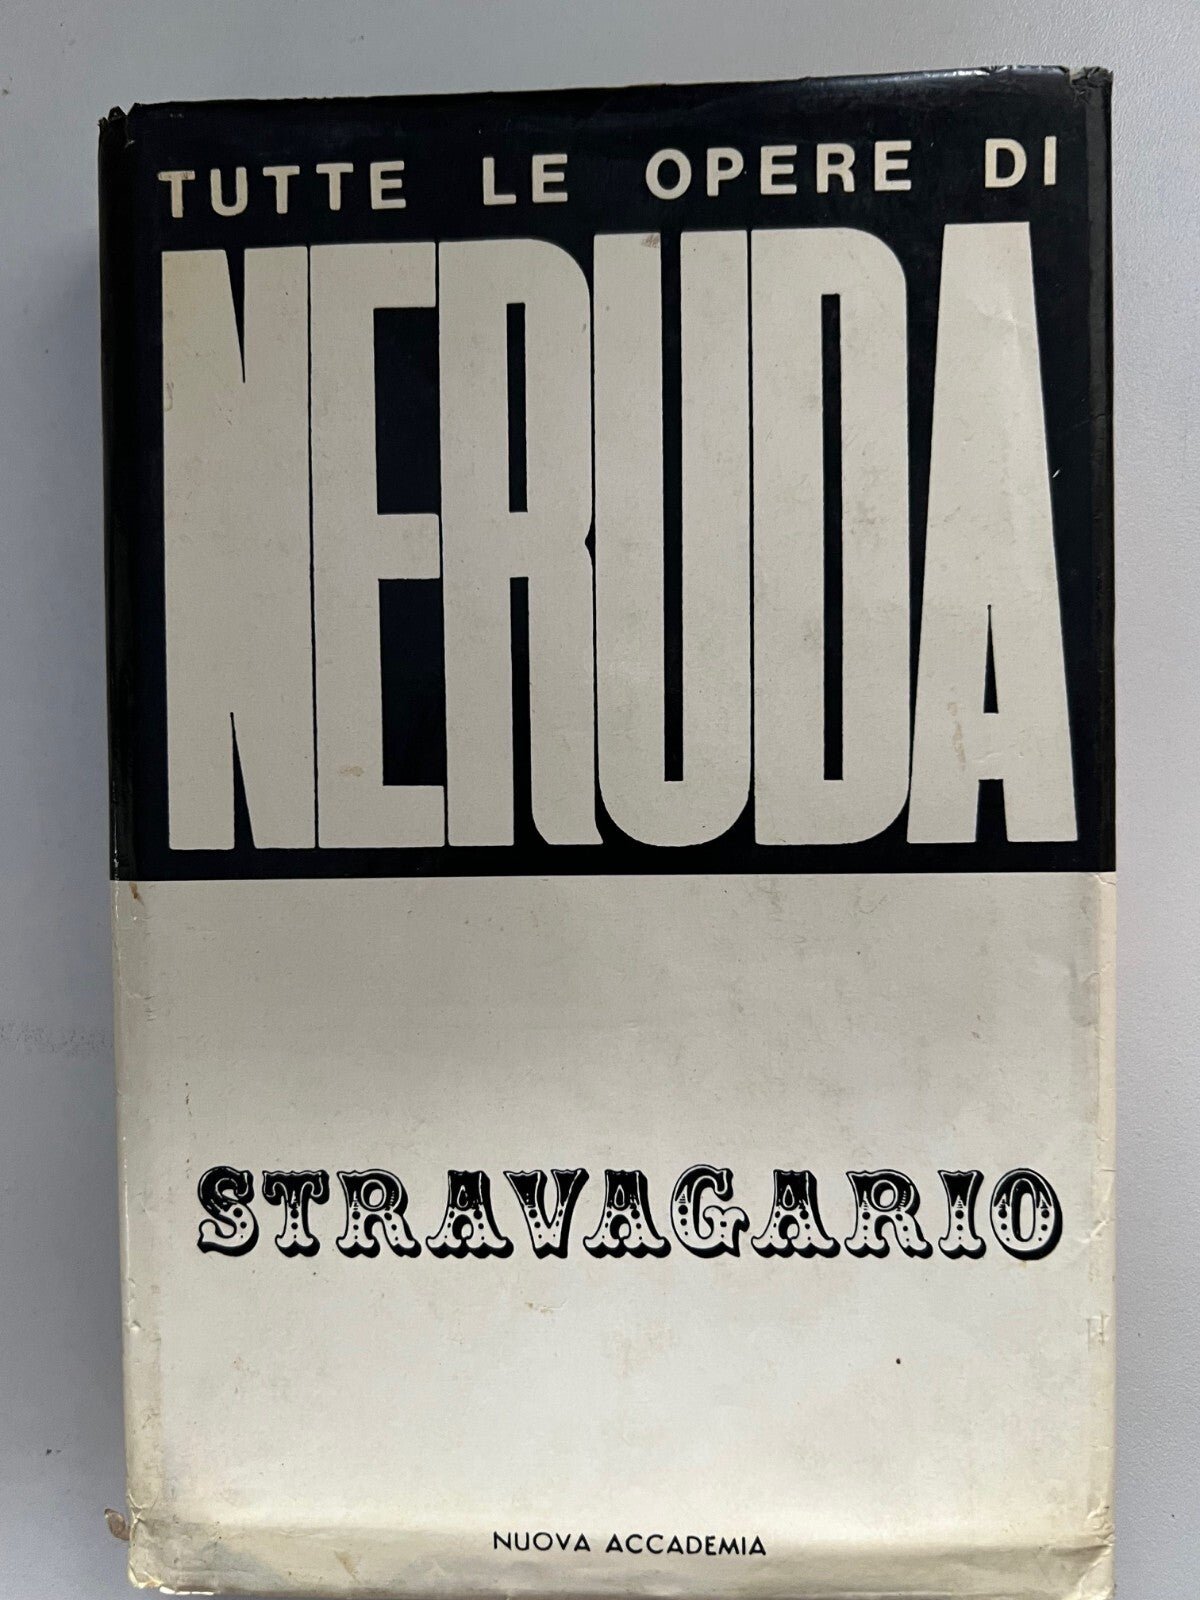 TUTTE LE OPERE DI
NERUDA
STRAVAGARIO
NUOVA ACCADEMIA